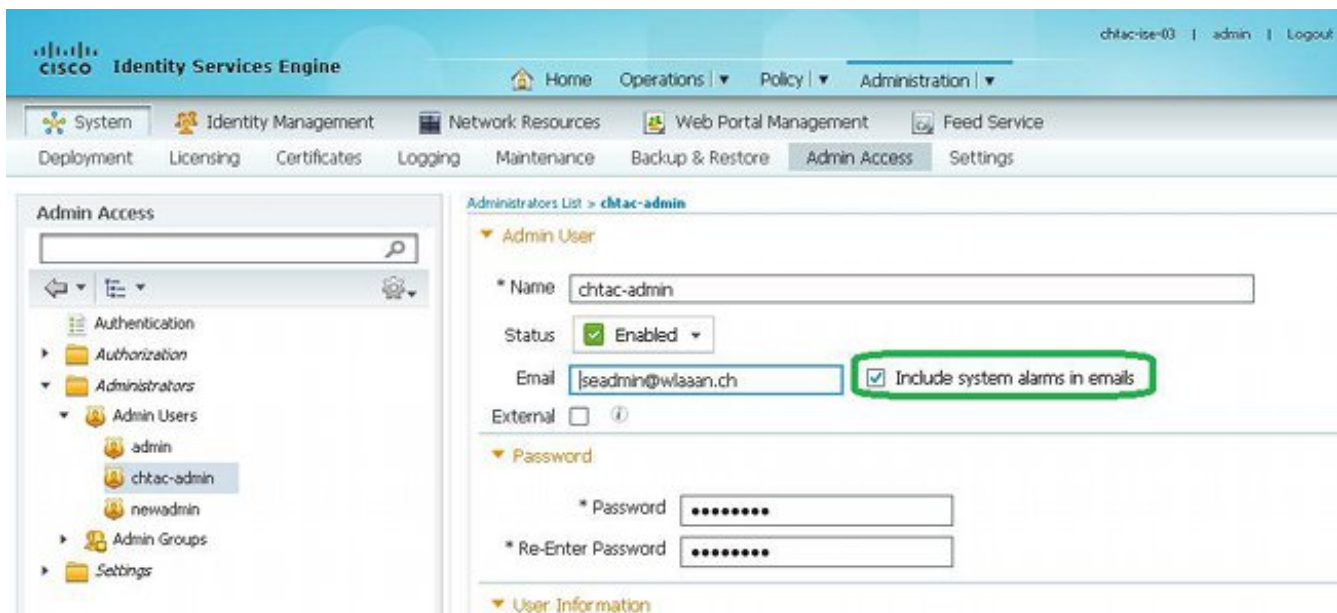 chtac-ise-03 | admin | Logout
CISCO Identity Services Engine
Home Operations Policy Administration
System Identity Management Network Resources Web Portal Management Feed Service
Deployment Licensing Certificates Logging Maintenance Backup & Restore Admin Access Settings
Admin Access
Authentication
Authorization
Administrators
Admin Users
admin
chtac-admin
newadmin
Admin Groups
Settings
Administrators List > chtac-admin
Admin User
* Name chtac-admin
Status Enabled
Email iseadmin@wlaaan.ch Include system alarms in emails
External
Password
* Password ••••••••
* Re-Enter Password ••••••••
User Information